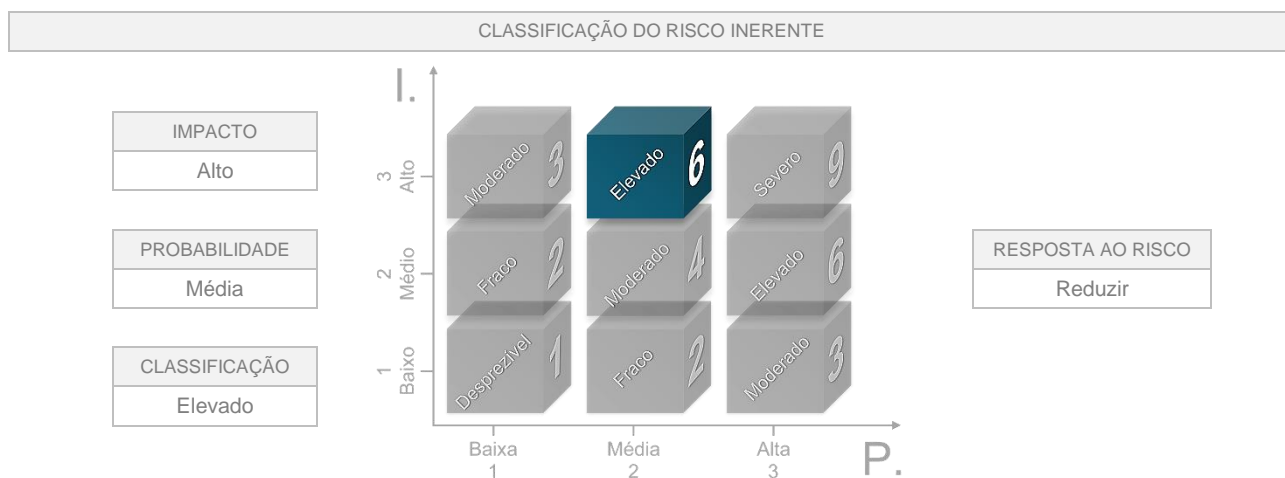 CLASSIFICAÇÃO DO RISCO INERENTE
IMPACTO
Alto
PROBABILIDADE
Média
CLASSIFICAÇÃO
Elevado
I.
3
Alto
Moderado 3
Elevado 6
Severo 9
2
Médio
Fraco 2
Moderado 4
Elevado 6
1
Baixo
Desprezível 1
Fraco 2
Moderado 3
Baixa
1
Média
2
Alta
3
P.
RESPOSTA AO RISCO
Reduzir